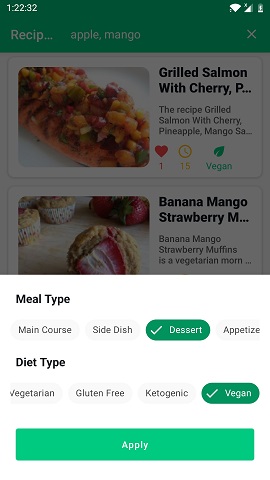 1:22:32
Recip... apple, mango
Grilled Salmon
With Cherry, P...
The recipe Grilled
Salmon With Cherry,
Pineapple, Mango Sa...
1 15 Vegan
Banana Mango
Strawberry M...
Banana Mango
Strawberry Muffins
is a vegetarian morn ...
Meal Type
Main Course Side Dish Dessert Appetize
Diet Type
Vegetarian Gluten Free Ketogenic Vegan
Apply